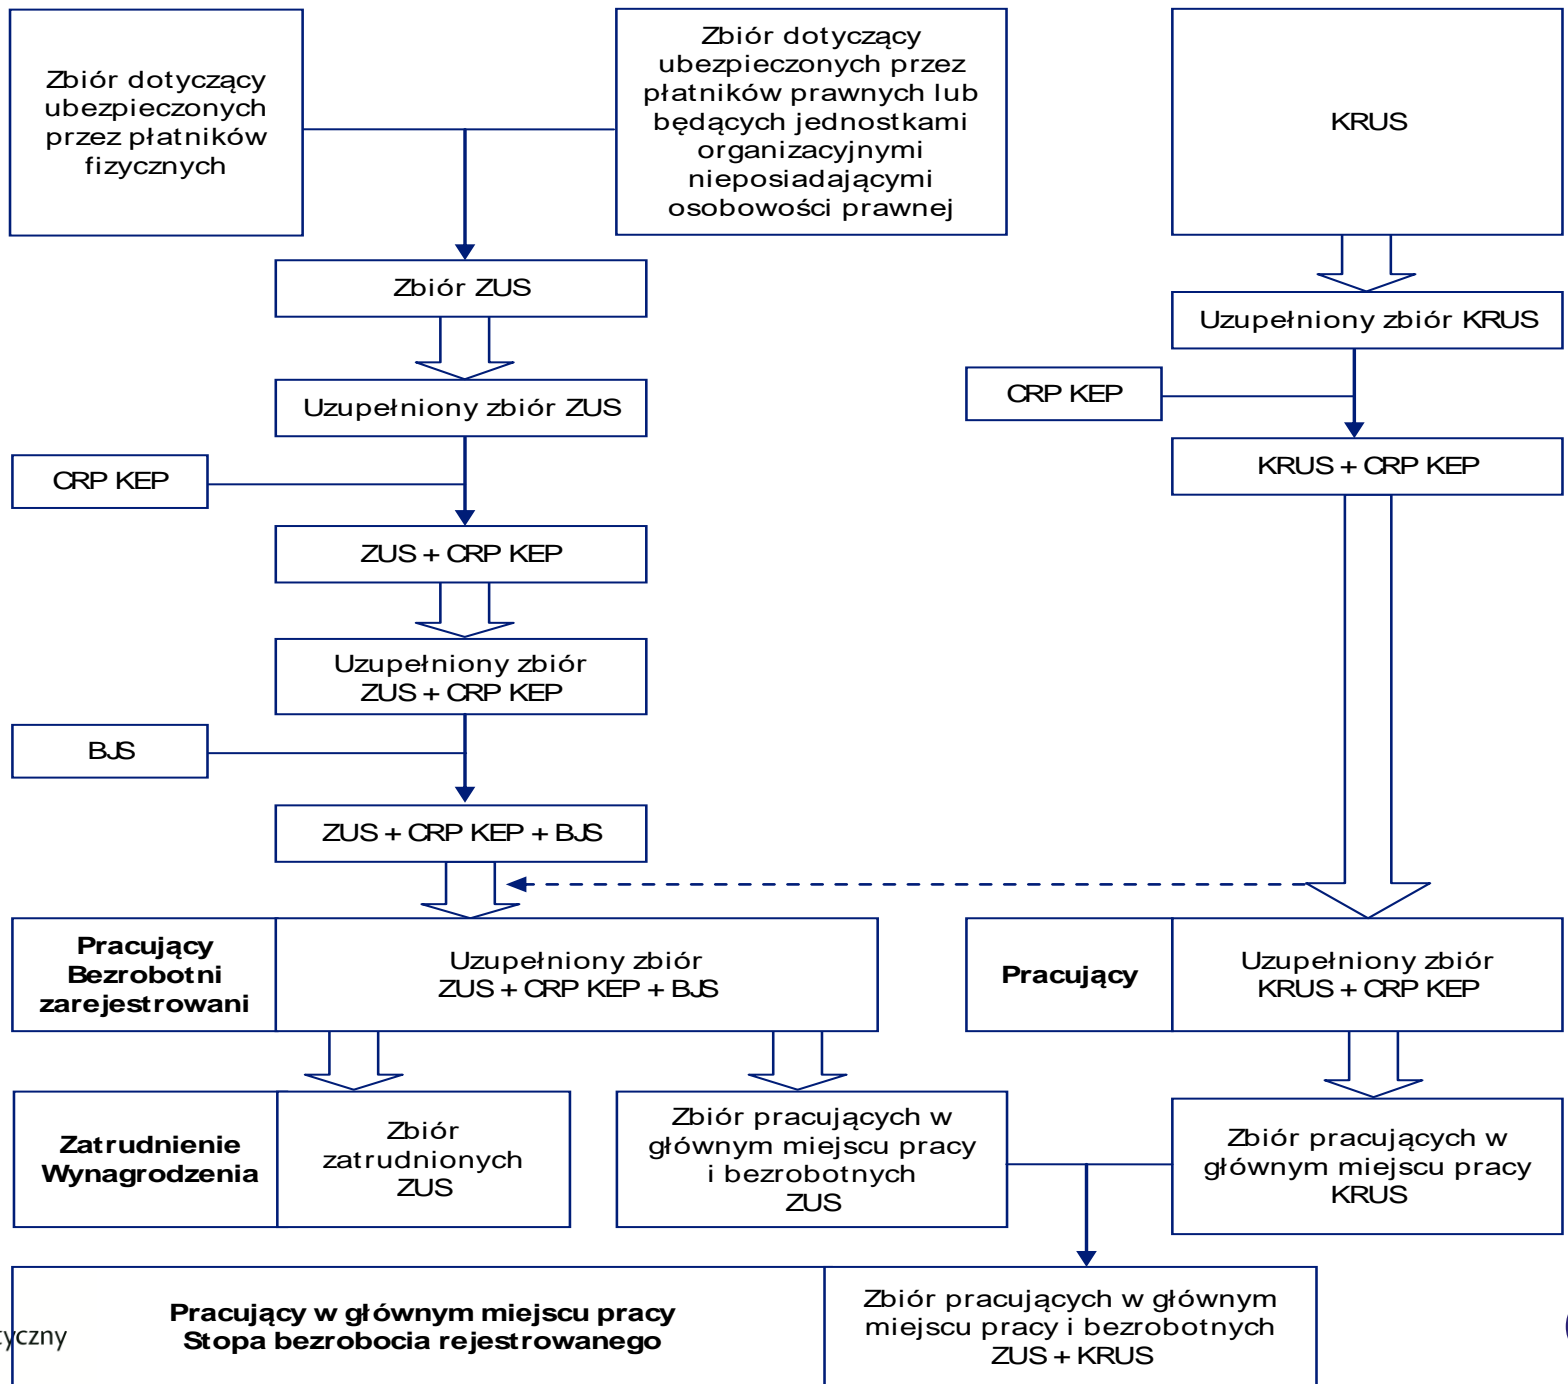 Zbiór dotyczący
ubezpieczonych
przez płatników
fizycznych
Zbiór dotyczący
ubezpieczonych przez
płatników prawnych lub
będących jednostkami
organizacyjnymi
nieposiadającymi
osobowości prawnej
KRUS
Zbiór ZUS
Uzupełniony zbiór KRUS
Uzupełniony zbiór ZUS
CRP KEP
CRP KEP
KRUS + CRP KEP
ZUS + CRP KEP
Uzupełniony zbiór
ZUS + CRP KEP
BJS
ZUS + CRP KEP + BJS
Pracujący
Bezrobotni
zarejestrowani
Uzupełniony zbiór
ZUS + CRP KEP + BJS
Pracujący
Uzupełniony zbiór
KRUS + CRP KEP
Zatrudnienie
Wynagrodzenia
Zbiór
zatrudnionych
ZUS
Zbiór pracujących w
głównym miejscu pracy
i bezrobotnych
ZUS
Zbiór pracujących w
głównym miejscu pracy
KRUS
Pracujący w głównym miejscu pracy
Stopa bezrobocia rejestrowanego
Zbiór pracujących w głównym
miejscu pracy i bezrobotnych
ZUS + KRUS
tyczny